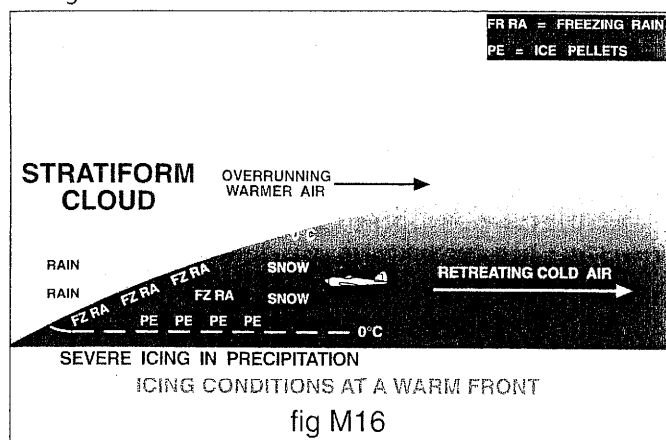 FR RA = FREEZING RAIN
PE = ICE PELLETS
STRATIFORM
CLOUD
OVERRUNNING
WARMER AIR
RAIN
RAIN
FZ RA
FZ RA
FZ RA
FZ RA
SNOW
SNOW
RETREATING COLD AIR
PE PE PE PE
0°C
SEVERE ICING IN PRECIPITATION
ICING CONDITIONS AT A WARM FRONT
fig M16